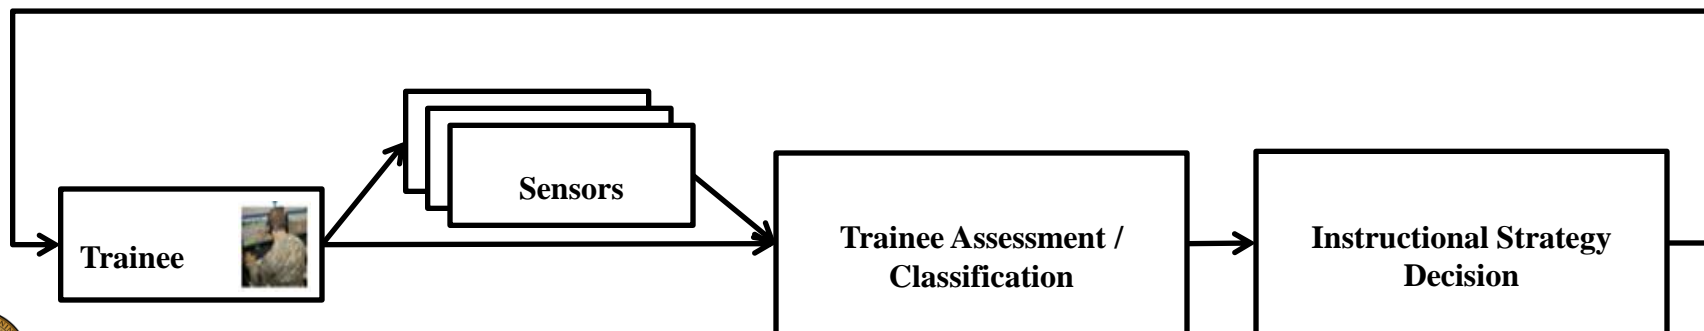 Sensors
Trainee
Trainee Assessment /
Classification
Instructional Strategy
Decision